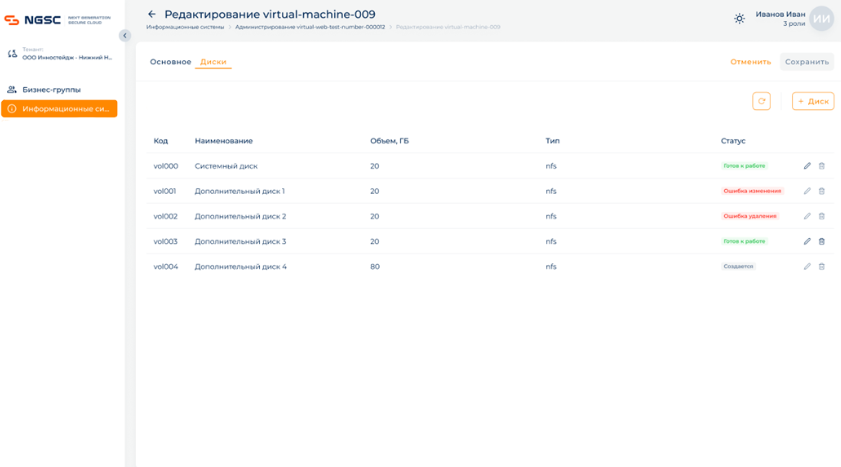 NGSC NEXT GENERATION
SECURE CLOUD
Тенант:
ООО Инностейдж - Нижний Н...
Бизнес-группы
Информационные си...
Редактирование virtual-machine-009
Информационные системы > Администрирование virtual-web-test-number-000012 > Редактирование virtual-machine-009
Иванов Иван
3 роли
ИИ
Основное Диски
Отменить Сохранить
+ Диск
Код Наименование Объем, ГБ Тип Статус
vol000 Системный диск 20 nfs Готов к работе
vol001 Дополнительный диск 1 20 nfs Ошибка изменения
vol002 Дополнительный диск 2 20 nfs Ошибка удаления
vol003 Дополнительный диск 3 20 nfs Готов к работе
vol004 Дополнительный диск 4 80 nfs Создается